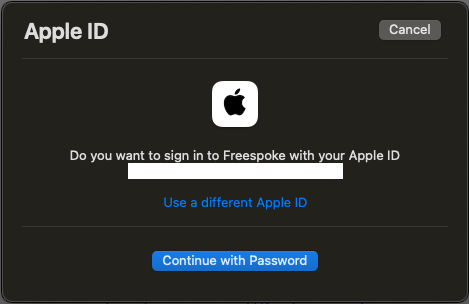 Apple ID
Cancel
Do you want to sign in to Freespoke with your Apple ID
Use a different Apple ID
Continue with Password